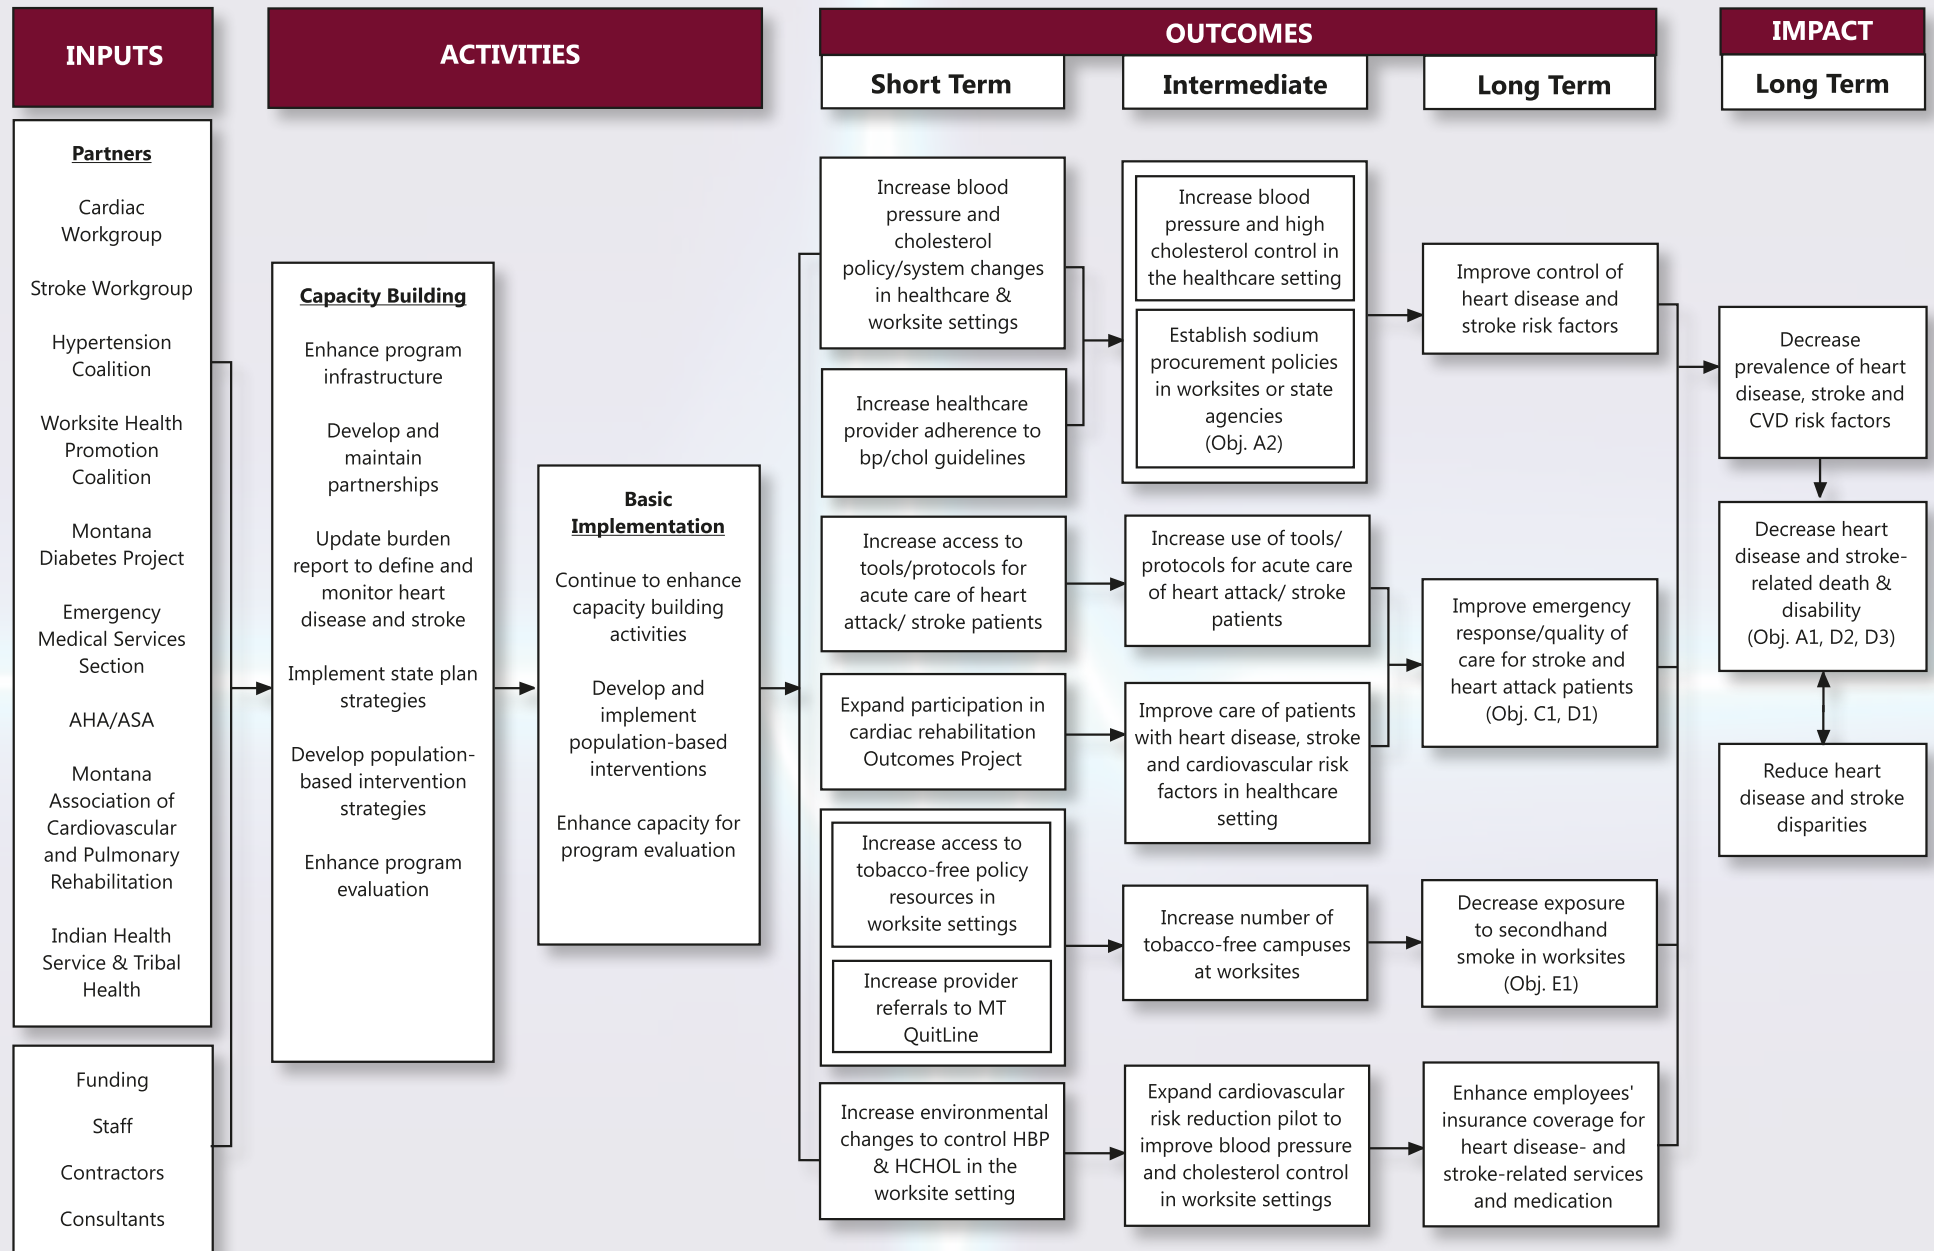 INPUTS
ACTIVITIES
OUTCOMES
IMPACT
Short Term
Intermediate
Long Term
Long Term
Partners
Cardiac
Workgroup
Stroke Workgroup
Hypertension
Coalition
Worksite Health
Promotion
Coalition
Montana
Diabetes Project
Emergency
Medical Services
Section
AHA/ASA
Montana
Association of
Cardiovascular
and Pulmonary
Rehabilitation
Indian Health
Service & Tribal
Health
Funding
Staff
Contractors
Consultants
Capacity Building
Enhance program
infrastructure
Develop and
maintain
partnerships
Update burden
report to define and
monitor heart
disease and stroke
Implement state plan
strategies
Develop population-
based intervention
strategies
Enhance program
evaluation
Basic
Implementation
Continue to enhance
capacity building
activities
Develop and
implement
population-based
interventions
Enhance capacity for
program evaluation
Increase blood
pressure and
cholesterol
policy/system changes
in healthcare &
worksite settings
Increase healthcare
provider adherence to
bp/chol guidelines
Increase access to
tools/protocols for
acute care of heart
attack/ stroke patients
Expand participation in
cardiac rehabilitation
Outcomes Project
Increase access to
tobacco-free policy
resources in
worksite settings
Increase provider
referrals to MT
QuitLine
Increase environmental
changes to control HBP
& HCHOL in the
worksite setting
Increase blood
pressure and high
cholesterol control in
the healthcare setting
Establish sodium
procurement policies
in worksites or state
agencies
(Obj. A2)
Increase use of tools/
protocols for acute care
of heart attack/ stroke
patients
Improve care of patients
with heart disease, stroke
and cardiovascular risk
factors in healthcare
setting
Increase number of
tobacco-free campuses
at worksites
Expand cardiovascular
risk reduction pilot to
improve blood pressure
and cholesterol control
in worksite settings
Improve control of
heart disease and
stroke risk factors
Improve emergency
response/quality of
care for stroke and
heart attack patients
(Obj. C1, D1)
Decrease exposure
to secondhand
smoke in worksites
(Obj. E1)
Enhance employees'
insurance coverage for
heart disease- and
stroke-related services
and medication
Decrease
prevalence of heart
disease, stroke and
CVD risk factors
Decrease heart
disease and stroke-
related death &
disability
(Obj. A1, D2, D3)
Reduce heart
disease and stroke
disparities